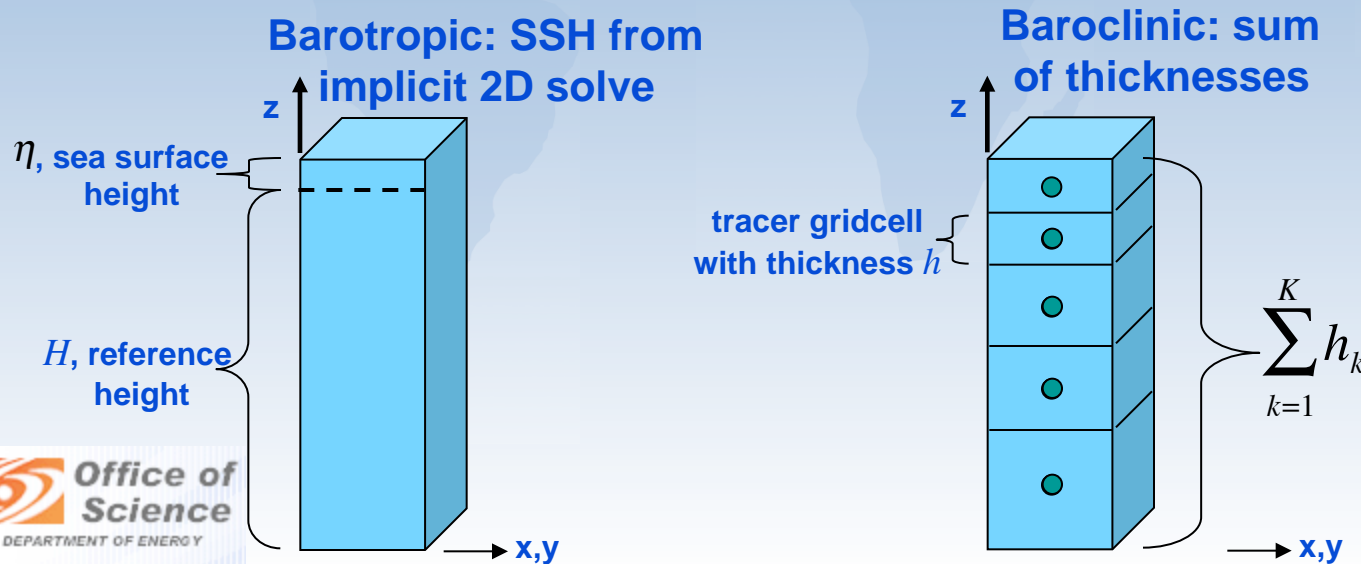 Barotropic: SSH from
implicit 2D solve
z
η, sea surface
height
H, reference
height
x,y
Office of
Science
DEPARTMENT OF ENERGY
Baroclinic: sum
of thicknesses
z
tracer gridcell
with thickness h
K
∑ h_k
k=1
x,y